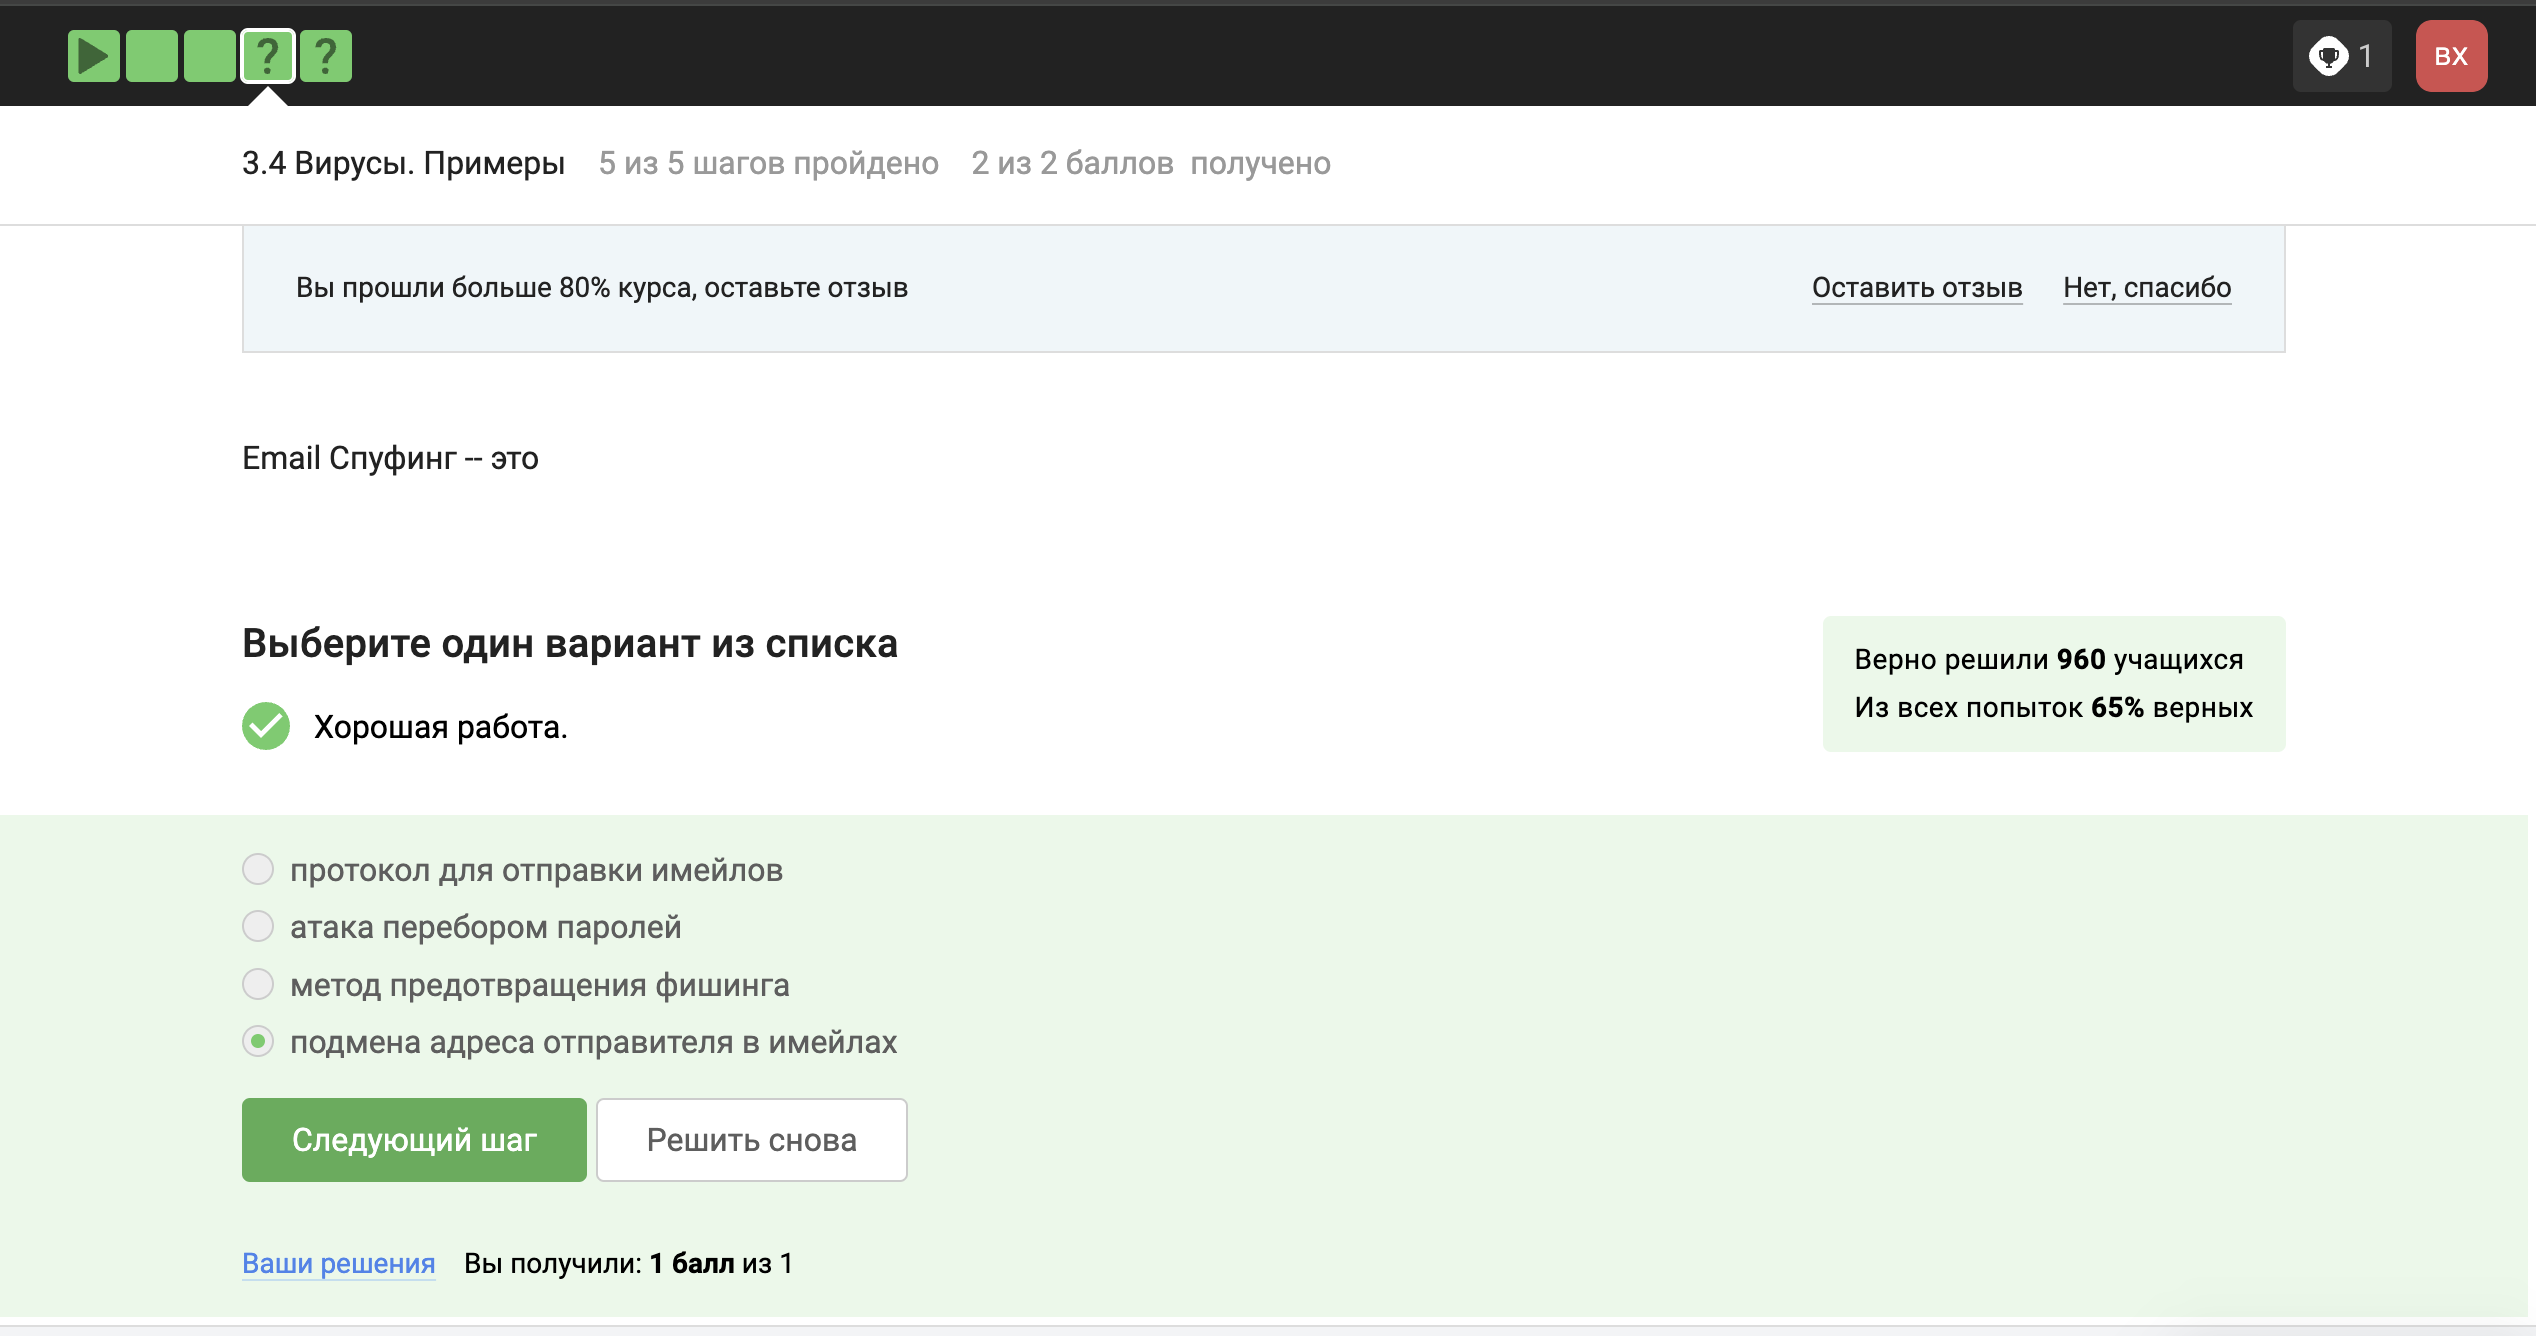 ? ?
1
ВХ
3.4 Вирусы. Примеры 5 из 5 шагов пройдено 2 из 2 баллов получено
Вы прошли больше 80% курса, оставьте отзыв Оставить отзыв Нет, спасибо
Email Спуфинг -- это
Выберите один вариант из списка
Хорошая работа.
Верно решили 960 учащихся
Из всех попыток 65% верных
протокол для отправки имейлов
атака перебором паролей
метод предотвращения фишинга
подмена адреса отправителя в имейлах
Следующий шаг Решить снова
Ваши решения Вы получили: 1 балл из 1